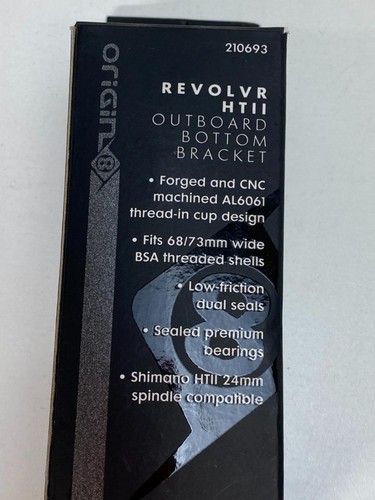 210693
ORIGIN8
REVOLVR
HTII
OUTBOARD
BOTTOM
BRACKET
• Forged and CNC
machined AL6061
thread-in cup design
• Fits 68/73mm wide
BSA threaded shells
• Low-friction
dual seals
• Sealed premium
bearings
• Shimano HTII 24mm
spindle compatible
8